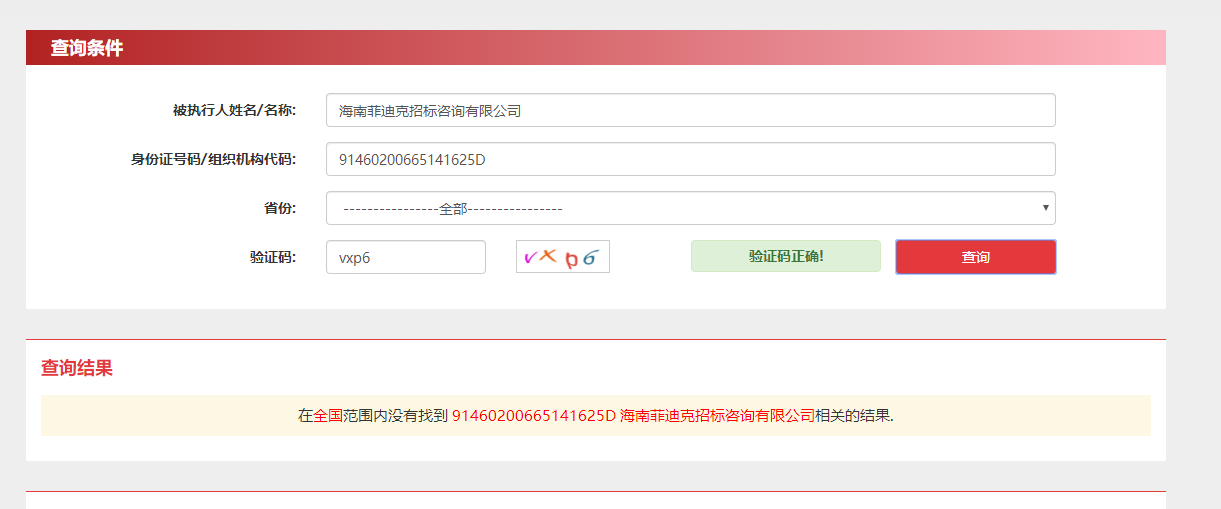 查询条件
被执行人姓名/名称: 海南菲迪克招标咨询有限公司
身份证号码/组织机构代码: 91460200665141625D
省份: ----------------全部----------------
验证码: vxp6 vxp6 验证码正确! 查询
查询结果
在全国范围内没有找到 91460200665141625D 海南菲迪克招标咨询有限公司相关的结果.